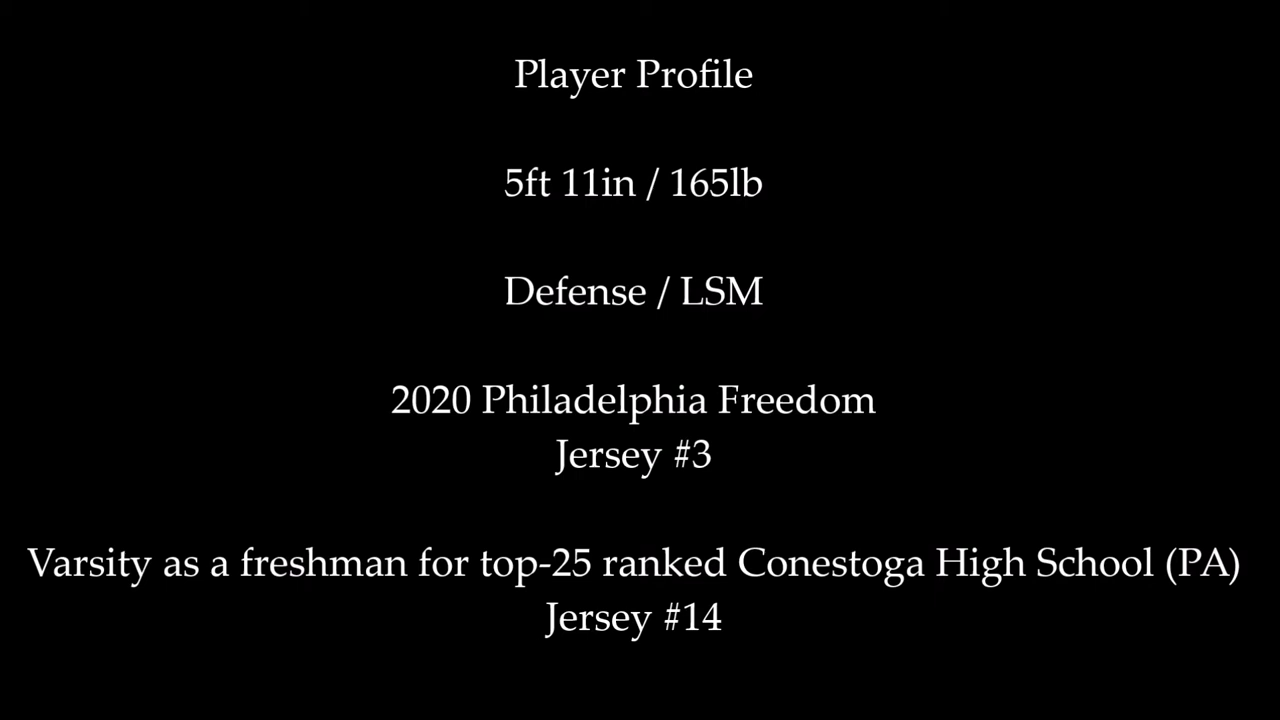 Player Profile
5ft 11in / 165lb
Defense / LSM
2020 Philadelphia Freedom
Jersey #3
Varsity as a freshman for top-25 ranked Conestoga High School (PA)
Jersey #14